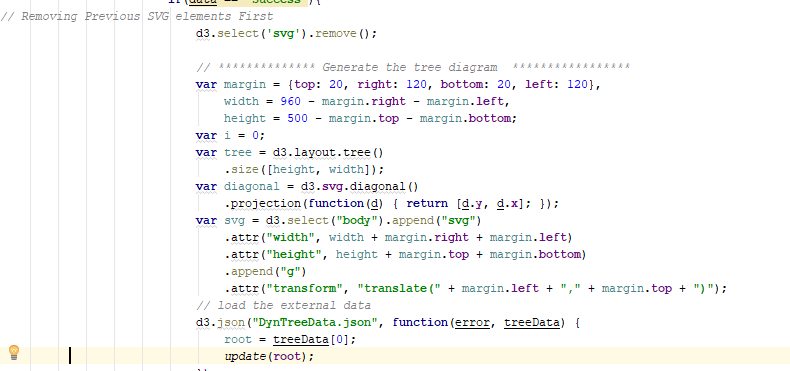 if(data == "success"){
// Removing Previous SVG elements First
d3.select('svg').remove();
// ************** Generate the tree diagram  *****************
var margin = {top: 20, right: 120, bottom: 20, left: 120},
width = 960 - margin.right - margin.left,
height = 500 - margin.top - margin.bottom;
var i = 0;
var tree = d3.layout.tree()
.size([height, width]);
var diagonal = d3.svg.diagonal()
.projection(function(d) { return [d.y, d.x]; });
var svg = d3.select("body").append("svg")
.attr("width", width + margin.right + margin.left)
.attr("height", height + margin.top + margin.bottom)
.append("g")
.attr("transform", "translate(" + margin.left + "," + margin.top + ")");
// load the external data
d3.json("DynTreeData.json", function(error, treeData) {
root = treeData[0];
update(root);